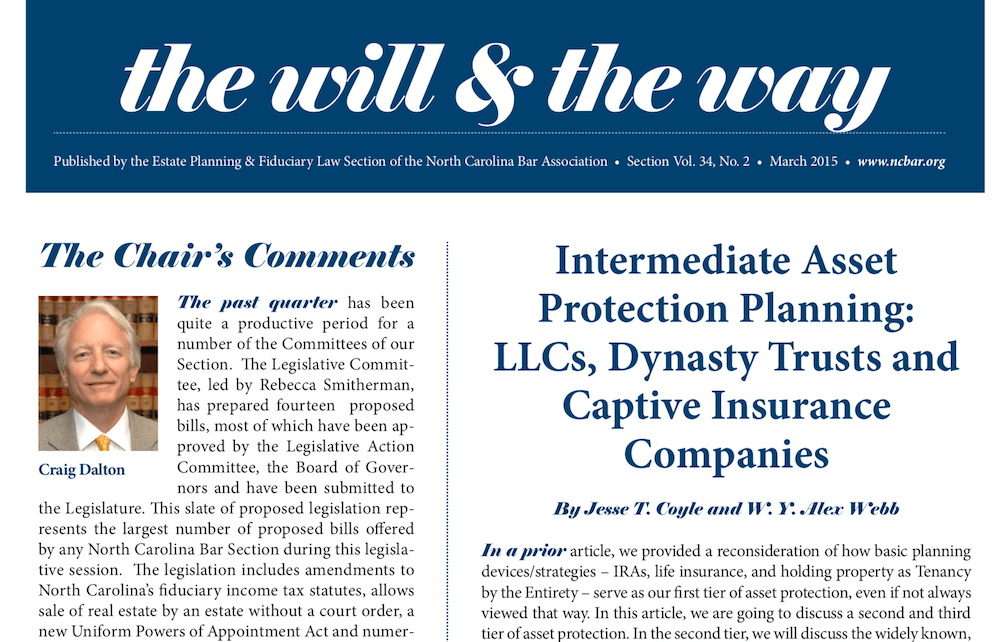 the will & the way
Published by the Estate Planning & Fiduciary Law Section of the North Carolina Bar Association • Section Vol. 34, No. 2 • March 2015 • www.ncbar.org
The Chair's Comments
The past quarter has been
quite a productive period for a
number of the Committees of our
Section. The Legislative Commit-
tee, led by Rebecca Smitherman,
has prepared fourteen proposed
bills, most of which have been ap-
proved by the Legislative Action
Committee, the Board of Gover-
nors and have been submitted to
Craig Dalton
the Legislature. This slate of proposed legislation rep-
resents the largest number of proposed bills offered
by any North Carolina Bar Section during this legisla-
tive session. The legislation includes amendments to
North Carolina's fiduciary income tax statutes, allows
sale of real estate by an estate without a court order, a
new Uniform Powers of Appointment Act and numer-
Intermediate Asset
Protection Planning:
LLCs, Dynasty Trusts and
Captive Insurance
Companies
By Jesse T. Coyle and W. Y. Alex Webb
In a prior article, we provided a reconsideration of how basic planning
devices/strategies – IRAs, life insurance, and holding property as Tenancy
by the Entirety – serve as our first tier of asset protection, even if not always
viewed that way. In this article, we are going to discuss a second and third
tier of asset protection. In the second tier, we will discuss the widely known,